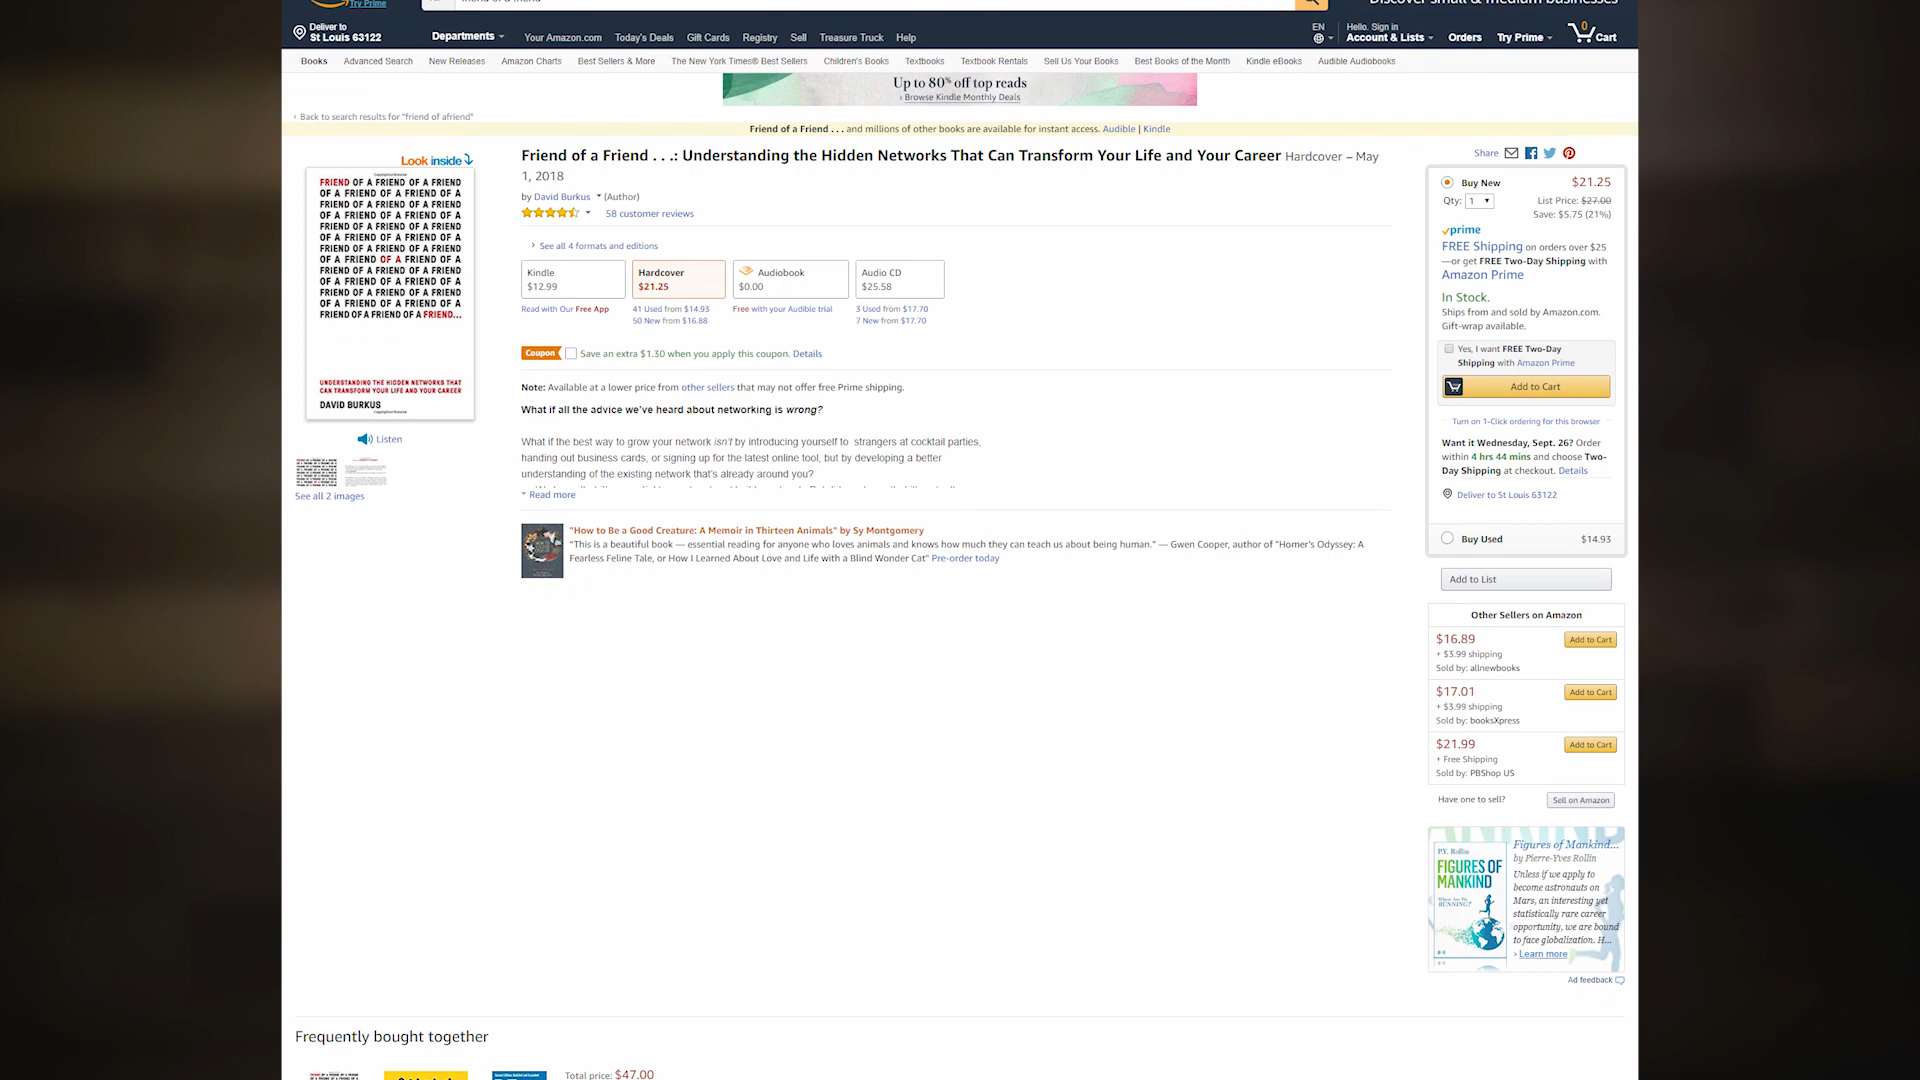 Try Prime
Deliver to
St Louis 63122
Departments
Your Amazon.com
Today's Deals
Gift Cards
Registry
Sell
Treasure Truck
Help
EN
Hello. Sign in
Account & Lists
Orders
Try Prime
0
Cart
Books
Advanced Search
New Releases
Amazon Charts
Best Sellers & More
The New York Times® Best Sellers
Children's Books
Textbooks
Textbook Rentals
Sell Us Your Books
Best Books of the Month
Kindle eBooks
Audible Audiobooks
Up to 80% off top reads
› Browse Kindle Monthly Deals
‹ Back to search results for "friend of afriend"
Friend of a Friend . . . and millions of other books are available for instant access. Audible | Kindle
Look inside
Copyrighted Material
FRIEND OF A FRIEND OF A FRIEND
OF A FRIEND OF A FRIEND OF A
FRIEND OF A FRIEND OF A FRIEND
OF A FRIEND OF A FRIEND OF A
FRIEND OF A FRIEND OF A FRIEND
OF A FRIEND OF A FRIEND OF A
FRIEND OF A FRIEND OF A FRIEND
OF A FRIEND OF A FRIEND OF A
FRIEND OF A FRIEND OF A FRIEND
OF A FRIEND OF A FRIEND OF A
FRIEND OF A FRIEND OF A FRIEND
OF A FRIEND OF A FRIEND OF A
FRIEND OF A FRIEND OF A FRIEND...
UNDERSTANDING THE HIDDEN NETWORKS THAT
CAN TRANSFORM YOUR LIFE AND YOUR CAREER
DAVID BURKUS
Copyrighted Material
Listen
See all 2 images
Friend of a Friend . . .: Understanding the Hidden Networks That Can Transform Your Life and Your Career Hardcover – May
1, 2018
by David Burkus (Author)
58 customer reviews
› See all 4 formats and editions
Kindle
$12.99
Hardcover
$21.25
Audiobook
$0.00
Audio CD
$25.58
Read with Our Free App
41 Used from $14.93
50 New from $16.88
Free with your Audible trial
3 Used from $17.70
7 New from $17.70
Coupon
Save an extra $1.30 when you apply this coupon. Details
Note: Available at a lower price from other sellers that may not offer free Prime shipping.
What if all the advice we've heard about networking is wrong?
What if the best way to grow your network isn't by introducing yourself to strangers at cocktail parties,
handing out business cards, or signing up for the latest online tool, but by developing a better
understanding of the existing network that's already around you?
Read more
"How to Be a Good Creature: A Memoir in Thirteen Animals" by Sy Montgomery
"This is a beautiful book — essential reading for anyone who loves animals and knows how much they can teach us about being human." — Gwen Cooper, author of "Homer's Odyssey: A
Fearless Feline Tale, or How I Learned About Love and Life with a Blind Wonder Cat" Pre-order today
Share
Buy New
$21.25
Qty: 1
List Price: $27.00
Save: $5.75 (21%)
prime
FREE Shipping on orders over $25
—or get FREE Two-Day Shipping with
Amazon Prime
In Stock.
Ships from and sold by Amazon.com.
Gift-wrap available.
Yes, I want FREE Two-Day
Shipping with Amazon Prime
Add to Cart
Turn on 1-Click ordering for this browser
Want it Wednesday, Sept. 26? Order
within 4 hrs 44 mins and choose Two-
Day Shipping at checkout. Details
Deliver to St Louis 63122
Buy Used
$14.93
Add to List
Other Sellers on Amazon
$16.89
Add to Cart
+ $3.99 shipping
Sold by: allnewbooks
$17.01
Add to Cart
+ $3.99 shipping
Sold by: booksXpress
$21.99
Add to Cart
+ Free Shipping
Sold by: PBShop US
Have one to sell?
Sell on Amazon
P.Y. Rollin
FIGURES OF
MANKIND
Where Are We
RUNNING?
Figures of Mankind...
by Pierre-Yves Rollin
Unless if we apply to
become astronauts on
Mars, an interesting yet
statistically rare career
opportunity, we are bound
to face globalization. H...
› Learn more
Ad feedback
Frequently bought together
Total price: $47.00